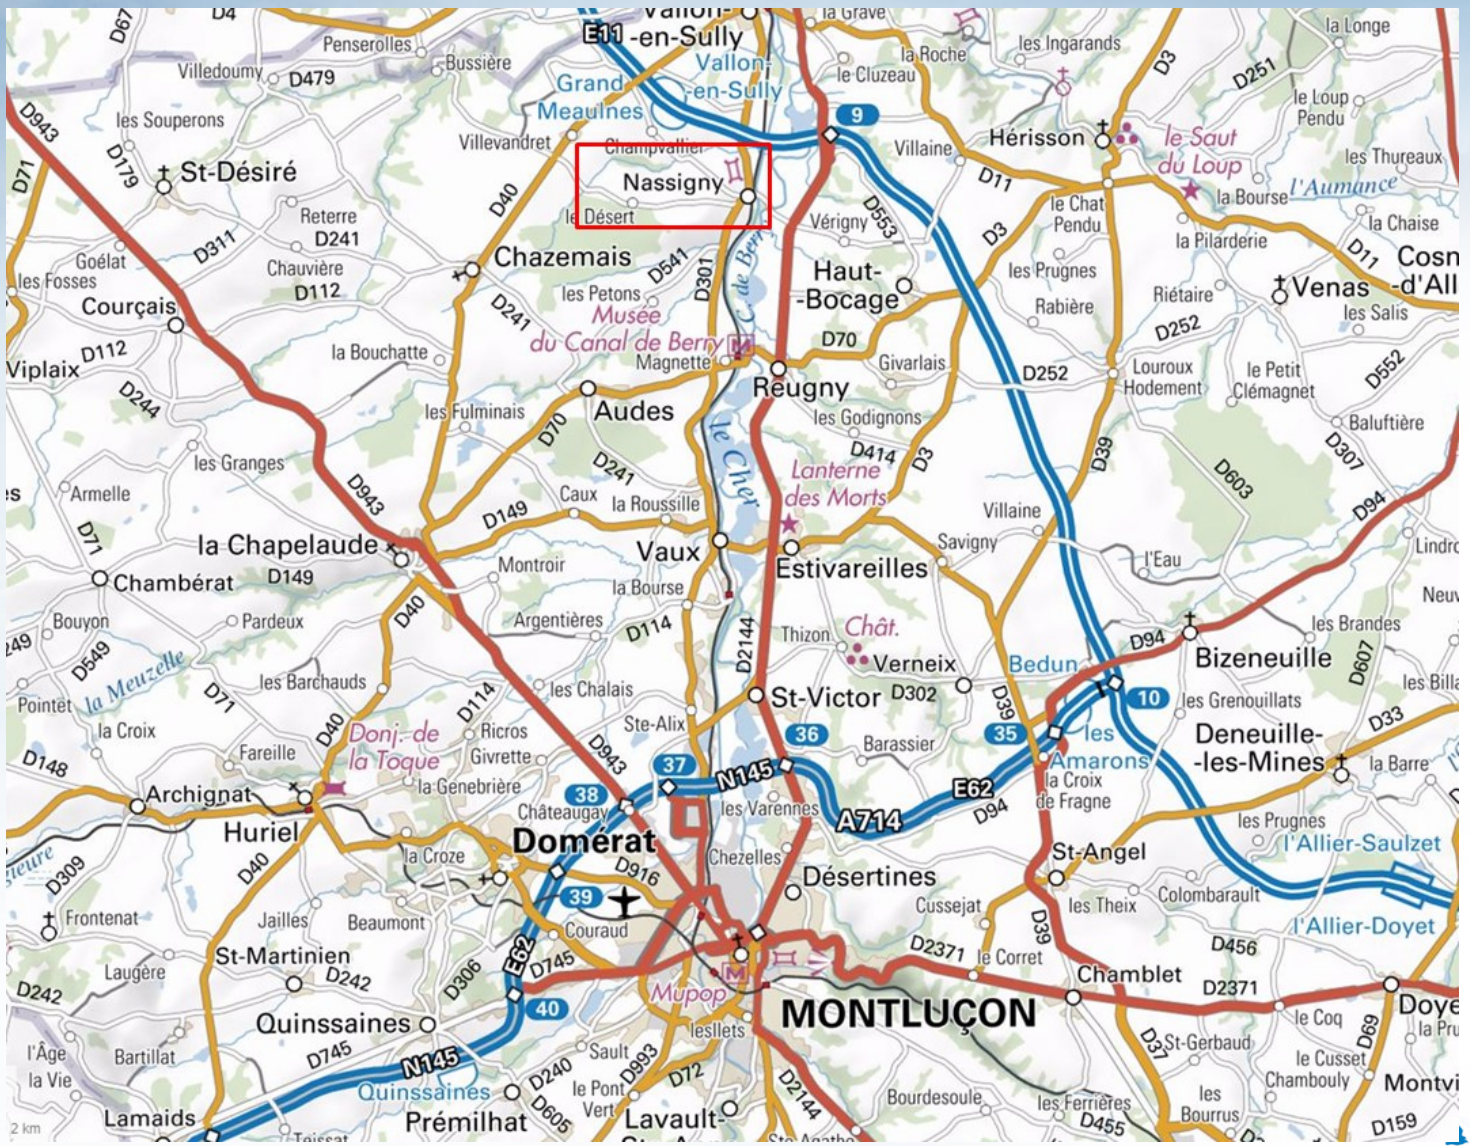 D67
D4
Vallon-
-en-Sully
la Grave
la Longe
E11
Penserolles
Bussière
Villedoumy
D479
Grand
Meaulnes
Vallon-
-en-Sully
la Roche
le Cluzeau
les Ingarands
D3
D251
le Loup
Pendu
D943
les Souperons
Villevandret
Champvallier
9
Villaine
Hérisson
le Saut
du Loup
les Thureaux
D71
D179
St-Désiré
D40
Nassigny
le Désert
D11
la Bourse
l'Aumance
Reterre
D241
D311
Vérigny
D553
le Chat
Pendu
la Chaise
la Pilarderie
D3
D11
Goélat
les Fosses
Chauvière
D112
Chazemais
D541
D301
C. de Berry
Haut-
-Bocage
les Prugnes
Cosn
-d'All
Venas
Riétaire
Courçais
les Petons
D241
Musée
du Canal de Berry
M
Magnette
Rabière
D252
les Salis
D112
Viplaix
la Bouchatte
D70
Givarlais
D252
Louroux
Hodement
le Petit
Clémagnet
D552
D244
Reugny
les Fulminais
Audes
les Godignons
Baluftière
D70
D414
D3
D39
D307
les Granges
D241
le Cher
Lanterne
des Morts
D603
es
Armelle
D943
Caux
la Roussille
D149
Villaine
D94
D71
la Chapelaude
Vaux
Savigny
Lindro
Chambérat
D149
Montroir
Estivareilles
l'Eau
la Bourse
Neuv
249
Bouyon
Pardeux
D40
Argentières
D114
D2144
Thizon
Chât.
les Brandes
D94
D549
la Meuzelle
Verneix
Bedun
Bizeneuille
D607
Pointet
D71
les Barchauds
D114
les Chalais
St-Victor
D302
D39
10
les Grenouillats
les Billa
la Croix
D40
Donj. de
la Toque
Ricros
Givrette
Ste-Alix
36
Barassier
35
les
Amarons
Deneuille-
-les-Mines
D33
Fareille
D148
D943
37
N145
la Barre
la Genebrière
la Croix
de Fragne
Archignat
38
Châteaugay
les Varennes
E62
D94
A714
Huriel
Domérat
les Prugnes
l'Allier-Saulzet
la Croze
D916
Chezelles
St-Angel
D309
D40
39
Désertines
Colombarault
Frontenat
Jailles
Beaumont
Couraud
Cussejat
les Theix
l'Allier-Doyet
D39
St-Martinien
E62
D745
D2371
le Corret
D456
Laugère
D242
D306
M
Mupop
Chamblet
D2371
D242
40
MONTLUÇON
Doye
Quinssaines
le Coq
D69
la Pru
l'Âge
la Vie
Bartillat
D745
N145
Sault
D37
St-Gerbaud
le Cusset
Chambouly
Quinssaines
D240
le Pont
Vert
D993
D72
D2144
Bourdesoule
les Ferrières
les
Bourrus
Montvi
Lamaids
Prémilhat
D605
Lavault-
D455
D159
2 km